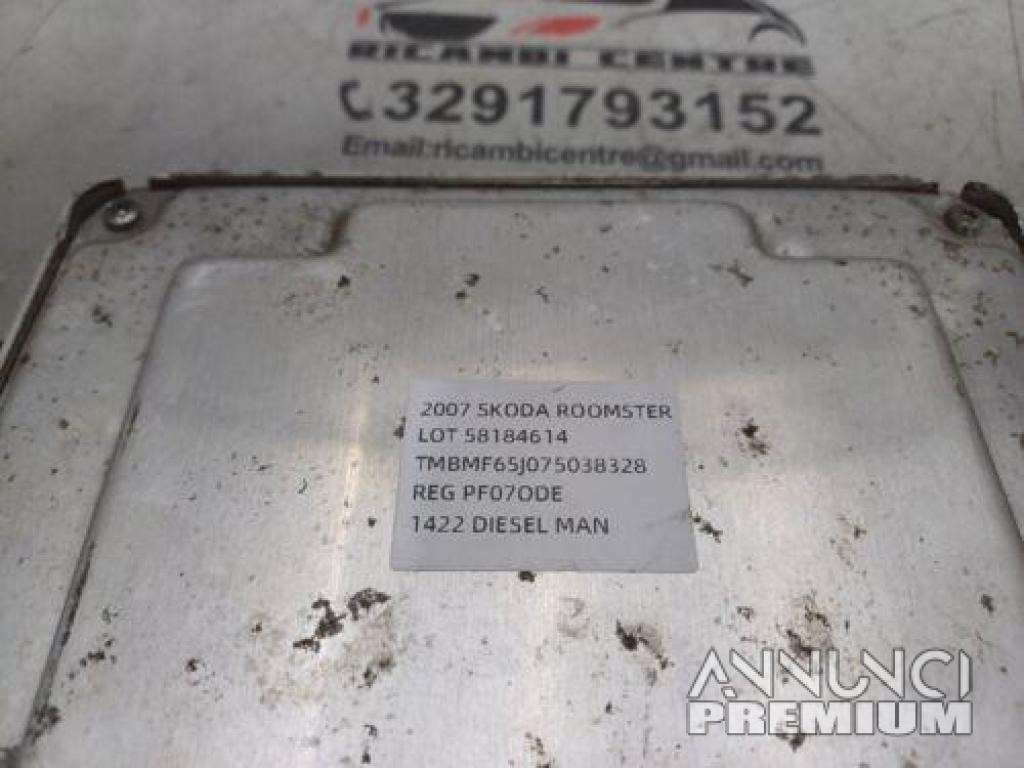 RICAMBI CENTRE
3291793152
Email:ricambicentre@gmail.com
2007 SKODA ROOMSTER
LOT 58184614
TMBMF65J075038328
REG PF07ODE
1422 DIESEL MAN
ANNUNCI
PREMIUM